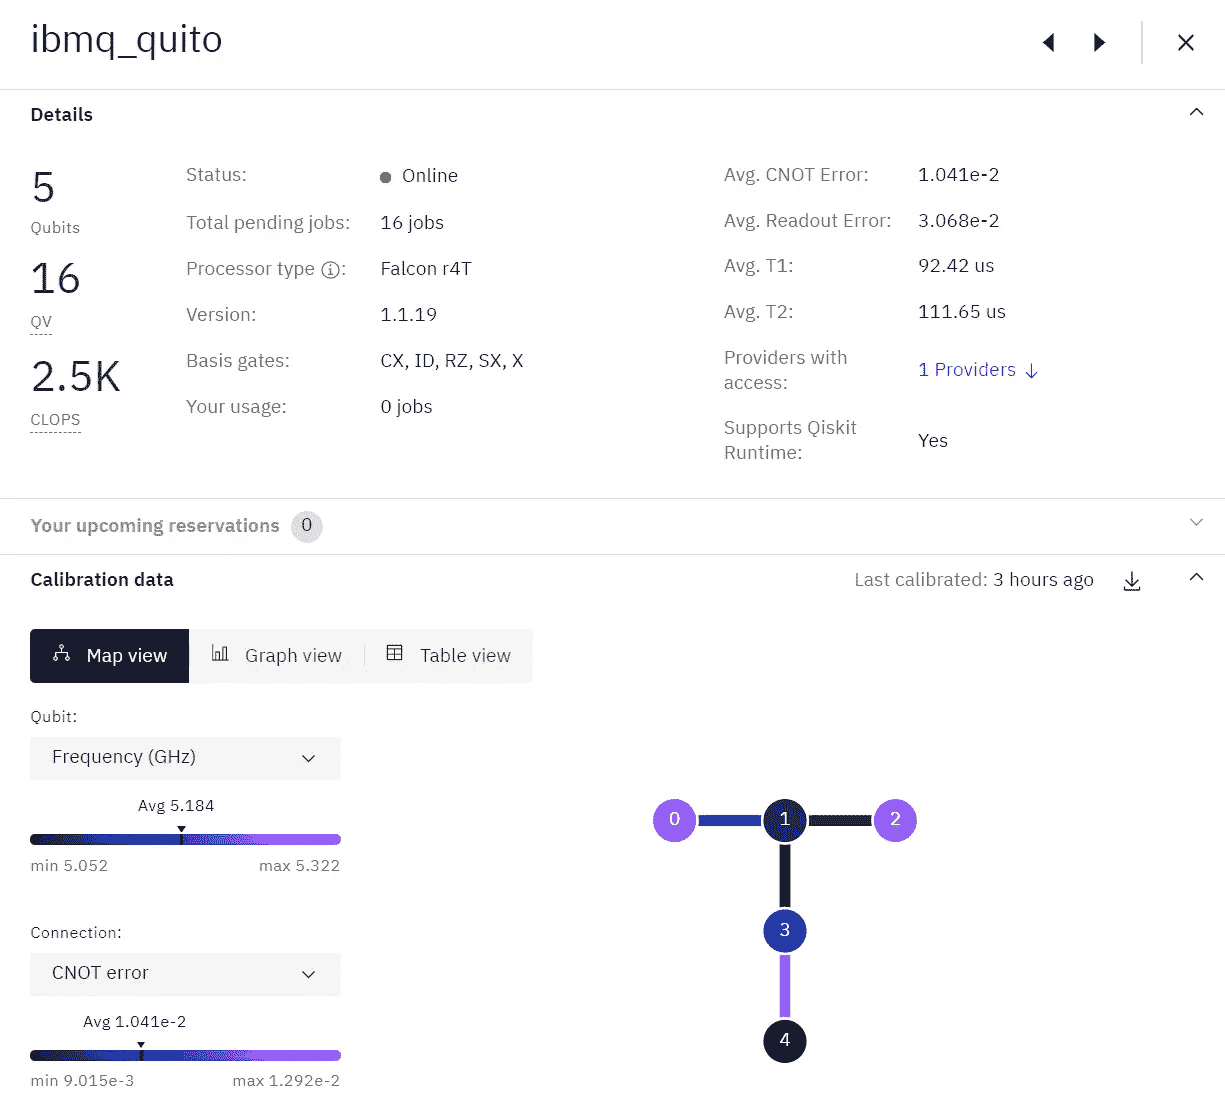 ibmq_quito
Details
5
Qubits
16
QV
2.5K
CLOPS
Status: Online
Total pending jobs: 16 jobs
Processor type : Falcon r4T
Version: 1.1.19
Basis gates: CX, ID, RZ, SX, X
Your usage: 0 jobs
Avg. CNOT Error: 1.041e-2
Avg. Readout Error: 3.068e-2
Avg. T1: 92.42 us
Avg. T2: 111.65 us
Providers with
access:
1 Providers ↓
Supports Qiskit
Runtime:
Yes
Your upcoming reservations 0
Calibration data
Last calibrated: 3 hours ago
Map view Graph view Table view
Qubit:
Frequency (GHz)
Avg 5.184
min 5.052 max 5.322
Connection:
CNOT error
Avg 1.041e-2
min 9.015e-3 max 1.292e-2
0 1 2
3
4